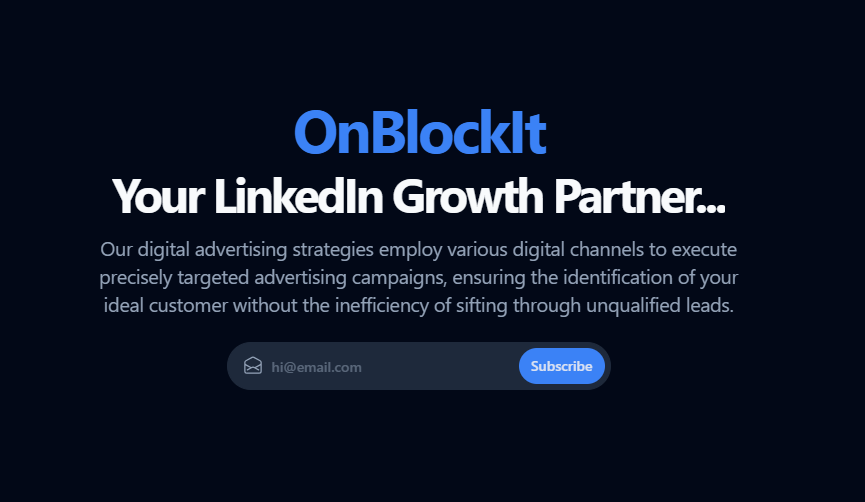 OnBlockIt
Your LinkedIn Growth Partner...
Our digital advertising strategies employ various digital channels to execute
precisely targeted advertising campaigns, ensuring the identification of your
ideal customer without the inefficiency of sifting through unqualified leads.
hi@email.com Subscribe